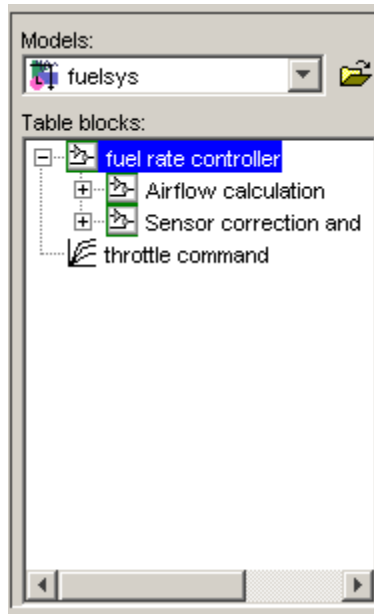 Models:
fuelsys
Table blocks:
fuel rate controller
Airflow calculation
Sensor correction and
throttle command